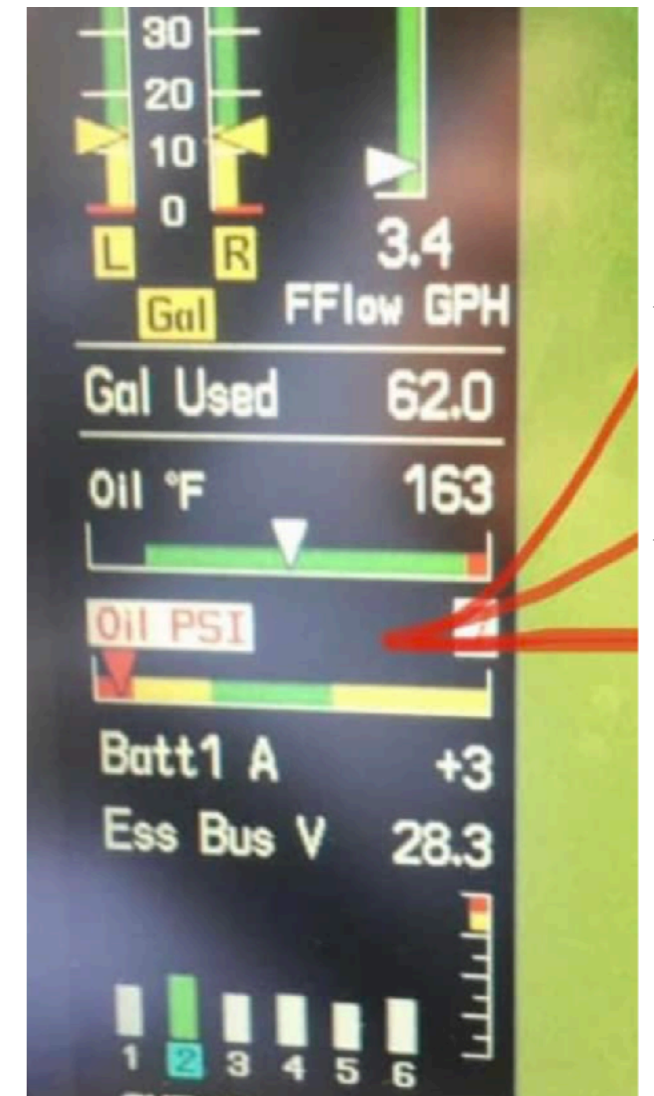 30
20
10
0
L R
3.4
Gal
FFlow GPH
Gal Used 62.0
Oil °F 163
Oil PSI
Batt1 A +3
Ess Bus V 28.3
1 2 3 4 5 6